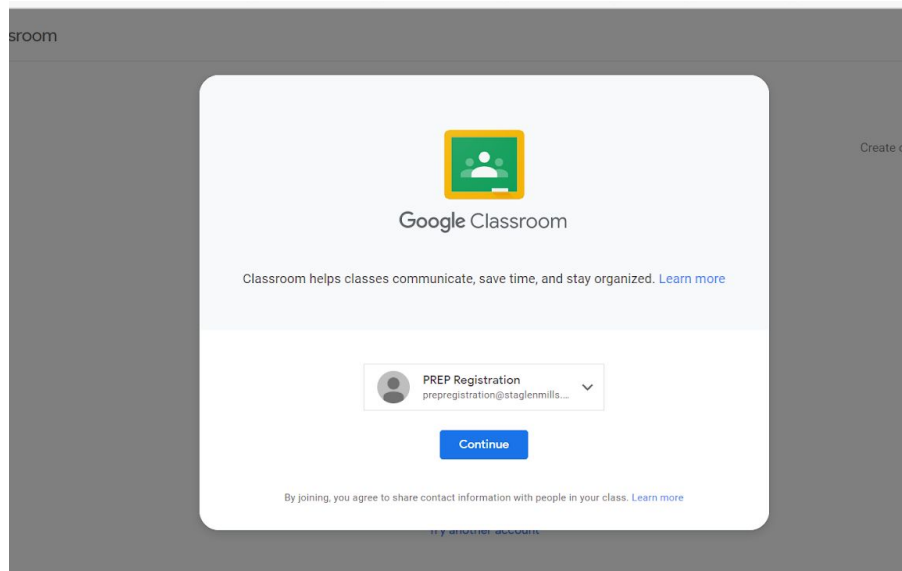 sroom
Create
Google Classroom
Classroom helps classes communicate, save time, and stay organized. Learn more
PREP Registration
prepregistration@staglenmills....
Continue
By joining, you agree to share contact information with people in your class. Learn more
Try another account